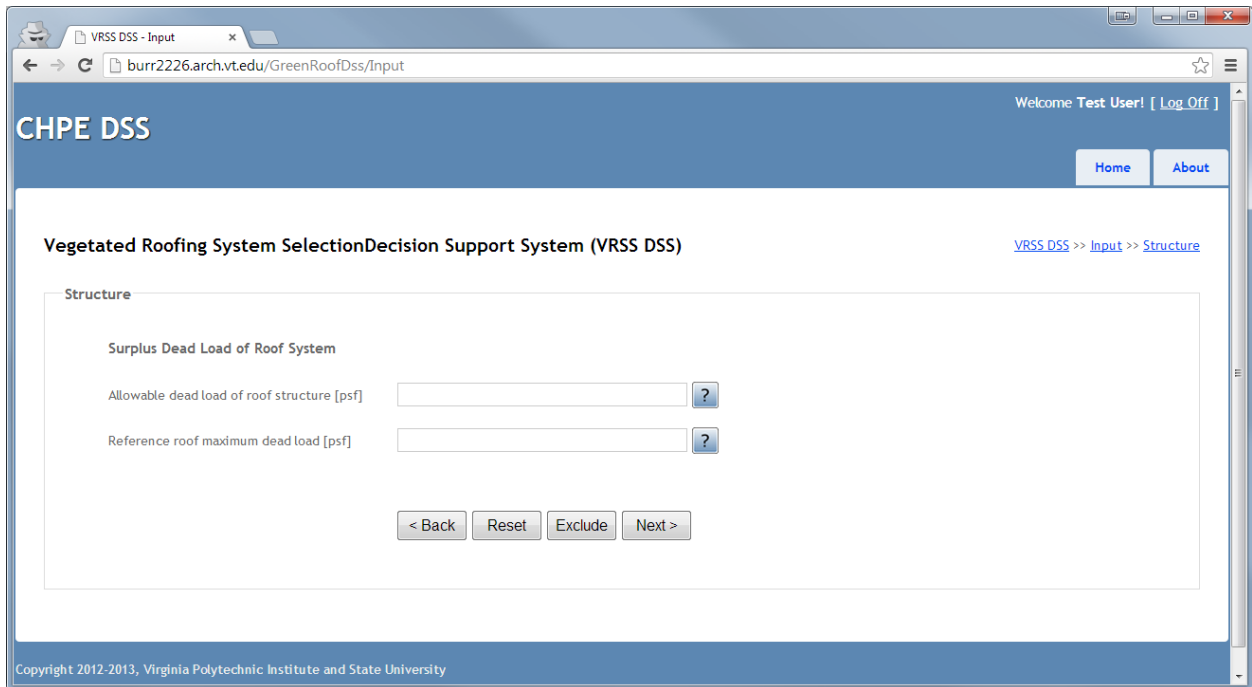 VRSS DSS - Input
burr2226.arch.vt.edu/GreenRoofDss/Input
Welcome Test User! [ Log Off ]
CHPE DSS
Home About
Vegetated Roofing System SelectionDecision Support System (VRSS DSS) VRSS DSS >> Input >> Structure
Structure
Surplus Dead Load of Roof System
Allowable dead load of roof structure [psf] ?
Reference roof maximum dead load [psf] ?
< Back Reset Exclude Next >
Copyright 2012-2013, Virginia Polytechnic Institute and State University